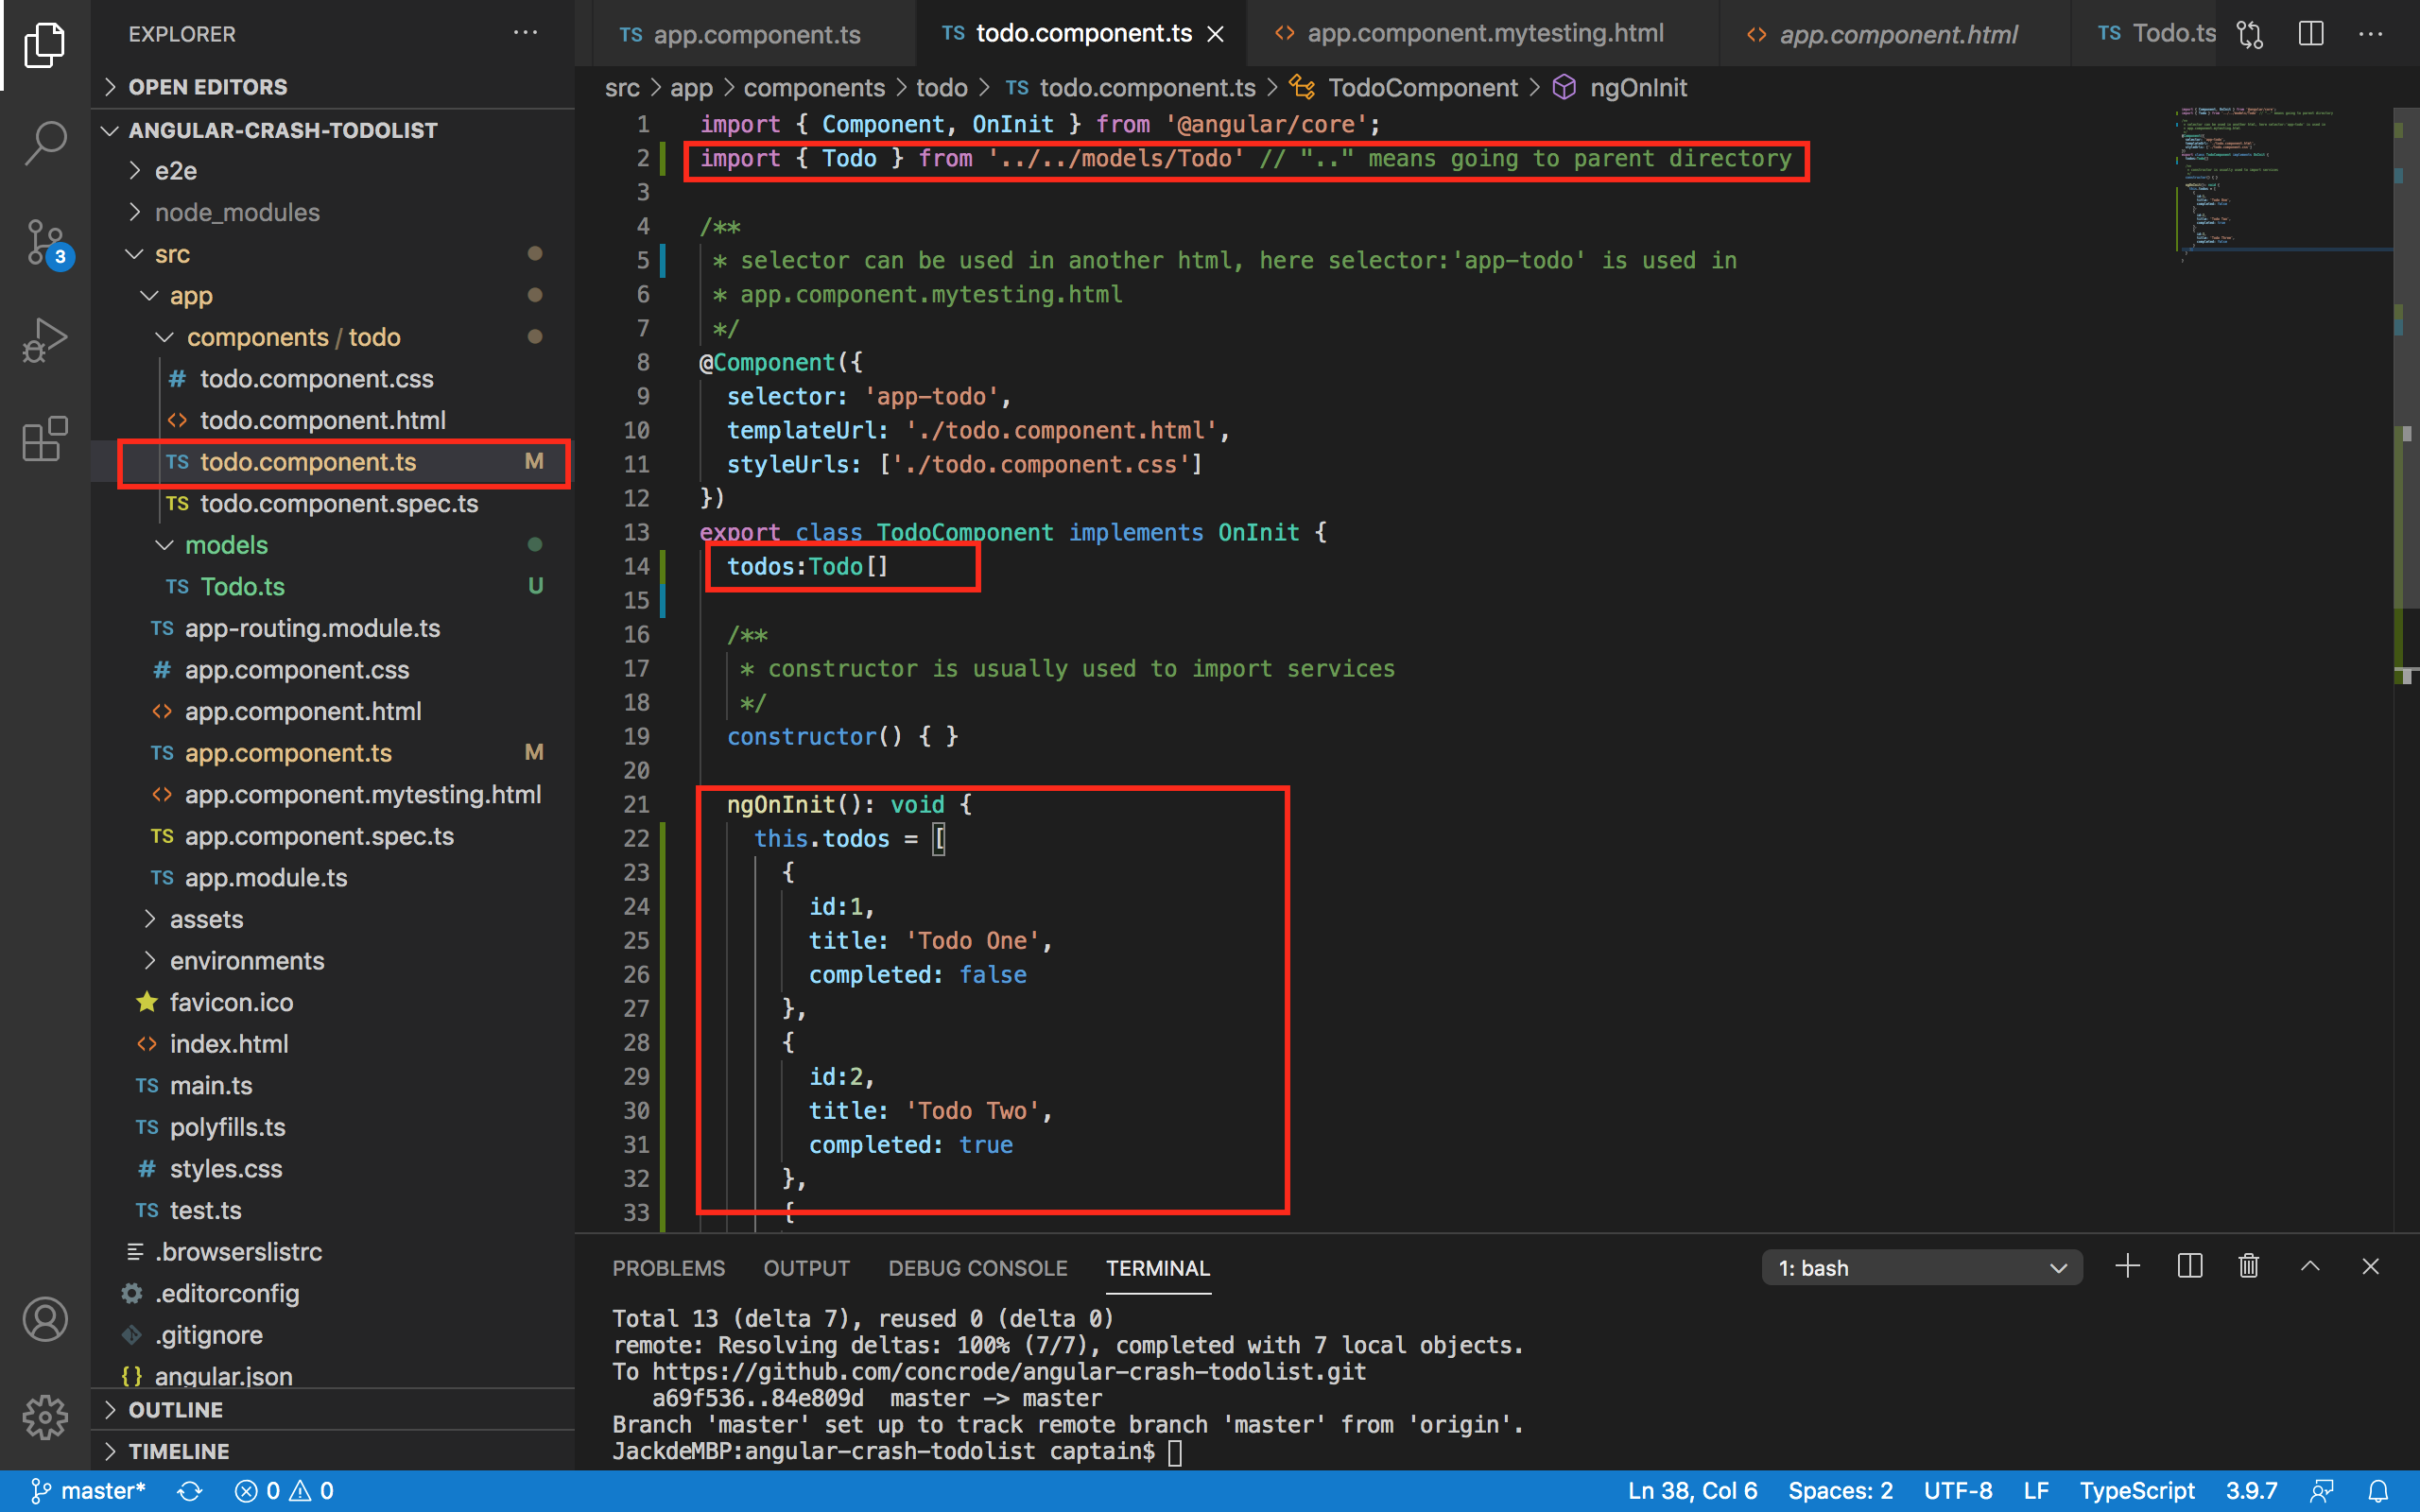 EXPLORER
OPEN EDITORS
ANGULAR-CRASH-TODOLIST
e2e
node_modules
src
app
components / todo
# todo.component.css
<> todo.component.html
TS todo.component.ts M
TS todo.component.spec.ts
models
TS Todo.ts U
TS app-routing.module.ts
# app.component.css
<> app.component.html
TS app.component.ts M
<> app.component.mytesting.html
TS app.component.spec.ts
TS app.module.ts
assets
environments
favicon.ico
<> index.html
TS main.ts
TS polyfills.ts
# styles.css
TS test.ts
.browserslistrc
.editorconfig
.gitignore
{} angular.json
OUTLINE
TIMELINE
3
TS app.component.ts
TS todo.component.ts
<> app.component.mytesting.html
<> app.component.html
TS Todo.ts
src > app > components > todo > TS todo.component.ts > TodoComponent > ngOnInit
1 import { Component, OnInit } from '@angular/core';
2 import { Todo } from '../../models/Todo' // ".." means going to parent directory
3
4 /**
5 * selector can be used in another html, here selector:'app-todo' is used in
6 * app.component.mytesting.html
7 */
8 @Component({
9 selector: 'app-todo',
10 templateUrl: './todo.component.html',
11 styleUrls: ['./todo.component.css']
12 })
13 export class TodoComponent implements OnInit {
14 todos:Todo[]
15
16 /**
17 * constructor is usually used to import services
18 */
19 constructor() { }
20
21 ngOnInit(): void {
22 this.todos = [
23 {
24 id:1,
25 title: 'Todo One',
26 completed: false
27 },
28 {
29 id:2,
30 title: 'Todo Two',
31 completed: true
32 },
33 {
PROBLEMS OUTPUT DEBUG CONSOLE TERMINAL
1: bash
Total 13 (delta 7), reused 0 (delta 0)
remote: Resolving deltas: 100% (7/7), completed with 7 local objects.
To https://github.com/concrode/angular-crash-todolist.git
a69f536..84e809d master -> master
Branch 'master' set up to track remote branch 'master' from 'origin'.
JackdeMBP:angular-crash-todolist captain$
master* 0 0
Ln 38, Col 6 Spaces: 2 UTF-8 LF TypeScript 3.9.7